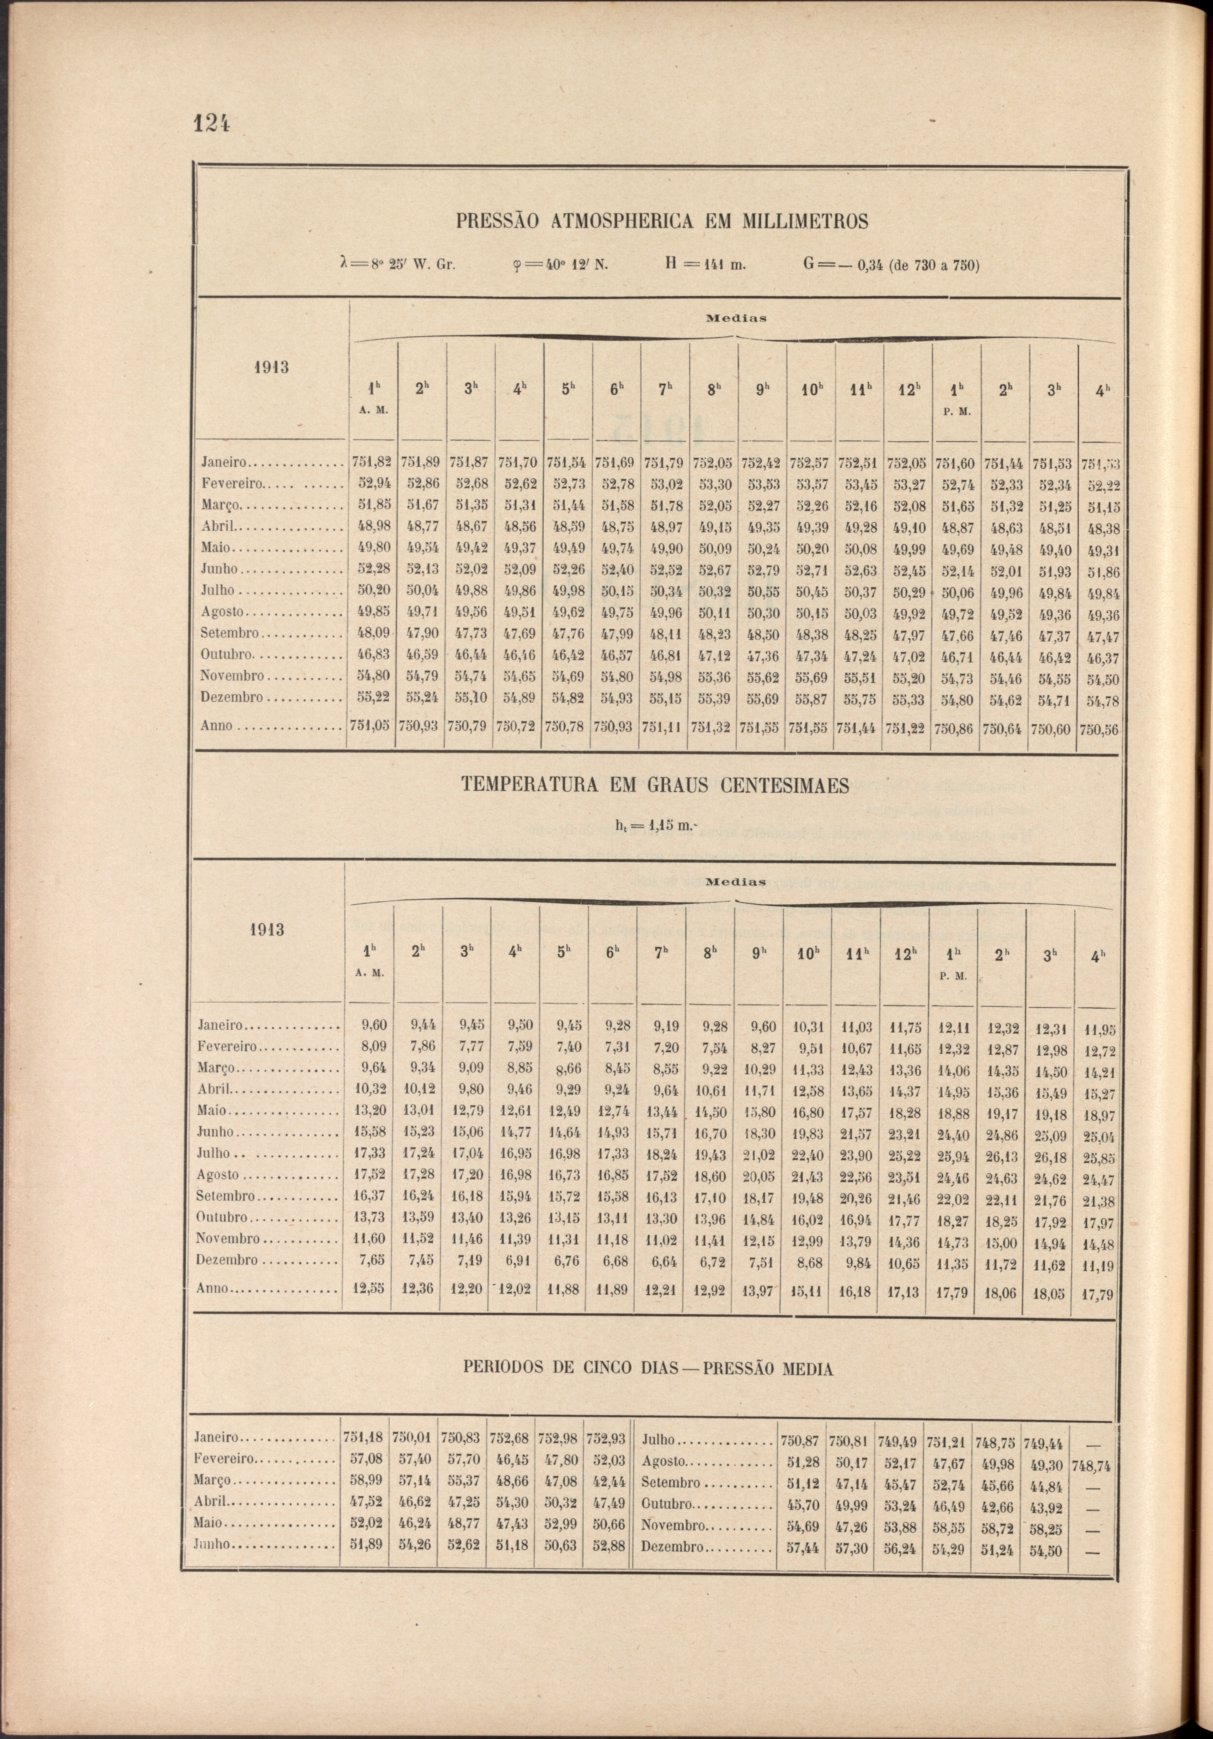 124
PRESSÃO ATMOSPHERICA EM MILLIMETROS
λ=8º 25′ W. Gr. φ=40º 12′ N. H=141 m. G=— 0,34 (de 730 a 750)
Medias
1913
1h A. M. 2h 3h 4h 5h 6h 7h 8h 9h 10h 11h 12h 1h P. M. 2h 3h 4h
Janeiro.............. 751,82 751,89 751,87 751,70 751,54 751,69 751,79 752,05 752,42 752,57 752,51 752,05 751,60 751,44 751,53 751,53
Fevereiro.... ...... 52,94 52,86 52,68 52,62 52,73 52,78 53,02 53,30 53,53 53,57 53,45 53,27 52,74 52,33 52,34 52,22
Março............... 51,85 51,67 51,35 51,31 51,44 51,58 51,78 52,05 52,27 52,26 52,16 52,08 51,65 51,32 51,25 51,15
Abril................ 48,98 48,77 48,67 48,56 48,59 48,75 48,97 49,15 49,35 49,39 49,28 49,10 48,87 48,63 48,51 48,38
Maio................ 49,80 49,54 49,42 49,37 49,49 49,74 49,90 50,09 50,24 50,20 50,08 49,99 49,69 49,48 49,40 49,31
Junho............... 52,28 52,13 52,02 52,09 52,26 52,40 52,52 52,67 52,79 52,71 52,63 52,45 52,14 52,01 51,93 51,86
Julho................ 50,20 50,04 49,88 49,86 49,98 50,15 50,34 50,32 50,55 50,45 50,37 50,29 50,06 49,96 49,84 49,84
Agosto.............. 49,85 49,71 49,56 49,51 49,62 49,75 49,96 50,11 50,30 50,15 50,03 49,92 49,72 49,52 49,36 49,36
Setembro............ 48,09 47,90 47,73 47,69 47,76 47,99 48,11 48,23 48,50 48,38 48,25 47,97 47,66 47,46 47,37 47,47
Outubro............. 46,83 46,59 46,44 46,46 46,42 46,57 46,81 47,12 47,36 47,34 47,24 47,02 46,71 46,44 46,42 46,37
Novembro........... 54,80 54,79 54,74 54,65 54,69 54,80 54,98 55,36 55,62 55,69 55,51 55,20 54,73 54,46 54,55 54,50
Dezembro........... 55,22 55,24 55,10 54,89 54,82 54,93 55,15 55,39 55,69 55,87 55,75 55,33 54,80 54,62 54,71 54,78
Anno................ 751,05 750,93 750,79 750,72 750,78 750,93 751,11 751,32 751,55 751,55 751,44 751,22 750,86 750,64 750,60 750,56
TEMPERATURA EM GRAUS CENTESIMAES
ht = 1,15 m.
Medias
1913
1h A. M. 2h 3h 4h 5h 6h 7h 8h 9h 10h 11h 12h 1h P. M. 2h 3h 4h
Janeiro.............. 9,60 9,44 9,45 9,50 9,45 9,28 9,19 9,28 9,60 10,31 11,03 11,75 12,11 12,32 12,31 11,95
Fevereiro............ 8,09 7,86 7,77 7,59 7,40 7,31 7,20 7,54 8,27 9,51 10,67 11,65 12,32 12,87 12,98 12,72
Março............... 9,64 9,34 9,09 8,85 8,66 8,45 8,55 9,22 10,29 11,33 12,43 13,36 14,06 14,35 14,50 14,21
Abril................ 10,32 10,12 9,80 9,46 9,29 9,24 9,64 10,61 11,71 12,58 13,65 14,37 14,95 15,36 15,49 15,27
Maio................ 13,20 13,01 12,79 12,61 12,49 12,74 13,44 14,50 15,80 16,80 17,57 18,28 18,88 19,17 19,18 18,97
Junho............... 15,58 15,23 15,06 14,77 14,64 14,93 15,71 16,70 18,30 19,83 21,57 23,21 24,40 24,86 25,09 25,04
Julho.. ............ 17,33 17,24 17,04 16,95 16,98 17,33 18,24 19,43 21,02 22,40 23,90 25,22 25,94 26,13 26,18 25,85
Agosto.............. 17,52 17,28 17,20 16,98 16,73 16,85 17,52 18,60 20,05 21,43 22,56 23,51 24,46 24,63 24,62 24,47
Setembro............ 16,37 16,24 16,18 15,94 15,72 15,58 16,13 17,10 18,17 19,48 20,26 21,46 22,02 22,11 21,76 21,38
Outubro............. 13,73 13,59 13,40 13,26 13,15 13,11 13,30 13,96 14,84 16,02 16,94 17,77 18,27 18,25 17,92 17,97
Novembro........... 11,60 11,52 11,46 11,39 11,31 11,18 11,02 11,41 12,15 12,99 13,79 14,36 14,73 15,00 14,94 14,48
Dezembro........... 7,65 7,45 7,19 6,91 6,76 6,68 6,64 6,72 7,51 8,68 9,84 10,65 11,35 11,72 11,62 11,19
Anno................ 12,55 12,36 12,20 12,02 11,88 11,89 12,21 12,92 13,97 15,11 16,18 17,13 17,79 18,06 18,05 17,79
PERIODOS DE CINCO DIAS—PRESSÃO MEDIA
Janeiro.............. 751,18 750,01 750,83 752,68 752,98 752,93 Julho.............. 750,87 750,81 749,49 751,21 748,75 749,44 —
Fevereiro............ 57,08 57,40 57,70 46,45 47,80 52,03 Agosto............. 51,28 50,17 52,17 47,67 49,98 49,30 748,74
Março............... 58,99 57,14 55,37 48,66 47,08 42,44 Setembro.......... 51,12 47,14 45,47 52,74 45,66 44,84 —
Abril................ 47,52 46,62 47,25 54,30 50,32 47,49 Outubro............ 45,70 49,99 53,24 46,49 42,66 43,92 —
Maio................ 52,02 46,24 48,77 47,43 52,99 50,66 Novembro.......... 54,69 47,26 53,88 58,55 58,72 58,25 —
Junho............... 51,89 54,26 52,62 51,18 50,63 52,88 Dezembro.......... 57,44 57,30 56,24 54,29 51,24 54,50 —